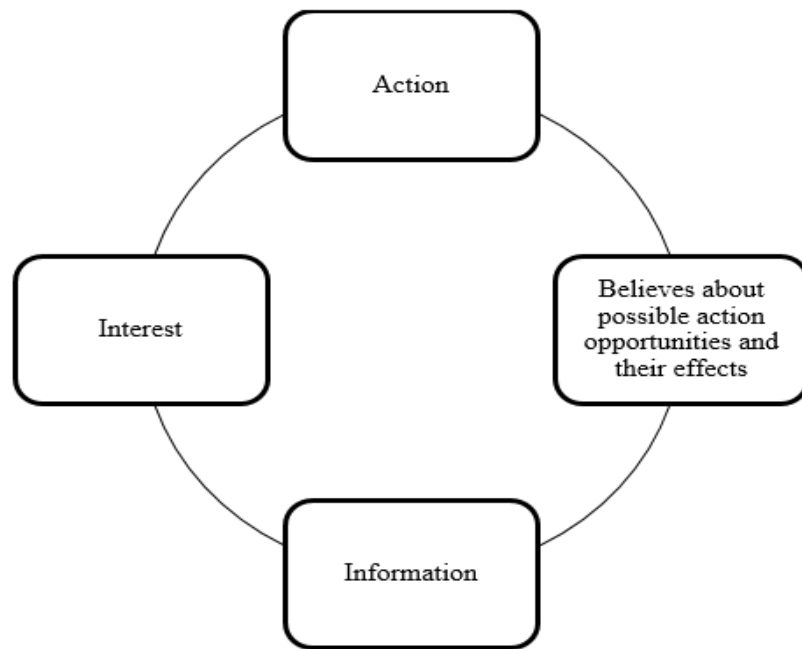 Action
Interest
Believes about
possible action
opportunities and
their effects
Information